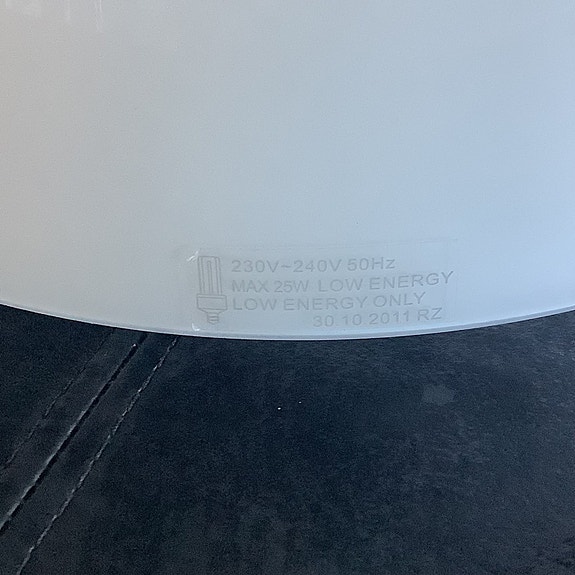 230V~240V 50Hz
MAX 25W LOW ENERGY
LOW ENERGY ONLY
30.10.2011 RZ